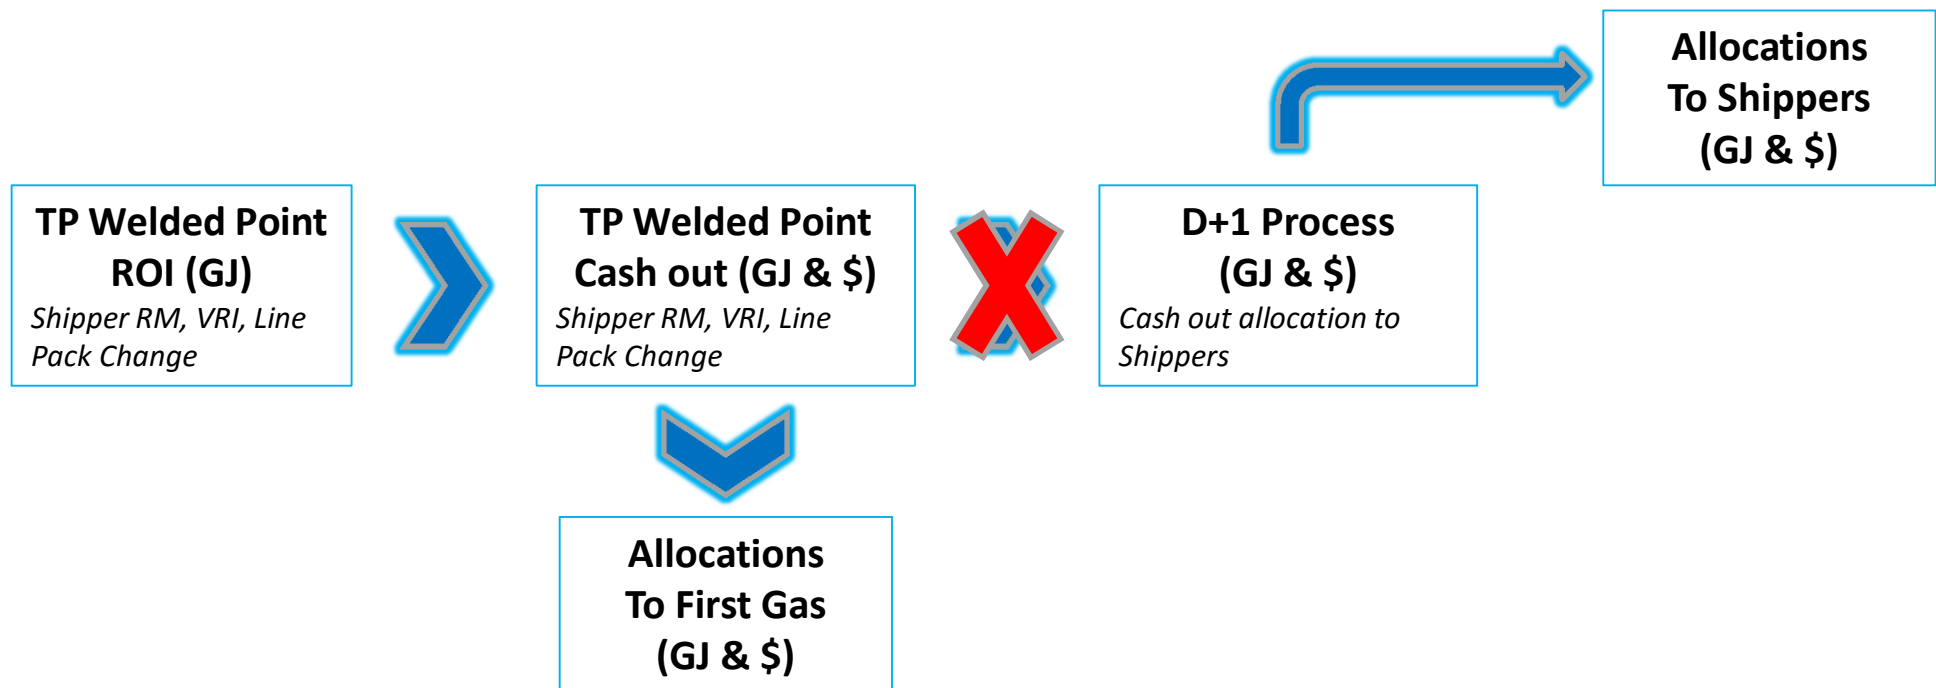 Allocations
To Shippers
(GJ & $)
TP Welded Point
ROI (GJ)
Shipper RM, VRI, Line
Pack Change
TP Welded Point
Cash out (GJ & $)
Shipper RM, VRI, Line
Pack Change
D+1 Process
(GJ & $)
Cash out allocation to
Shippers
Allocations
To First Gas
(GJ & $)